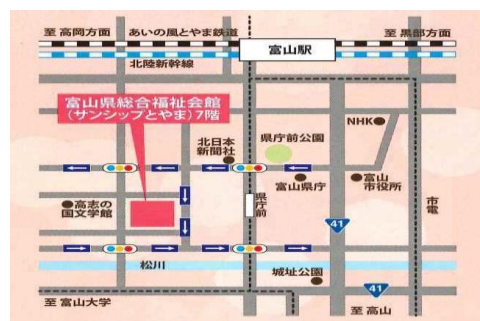 至 高岡方面
あいの風とやま鉄道
至 黒部方面
富山駅
北陸新幹線
富山県総合福祉会館
(サンシップとやま)7階
NHK
北日本
新聞社
県庁前公園
富山県庁
富山
市役所
高志の
国文学館
県庁前
市電
41
松川
城址公園
41
至 富山大学
至 高山